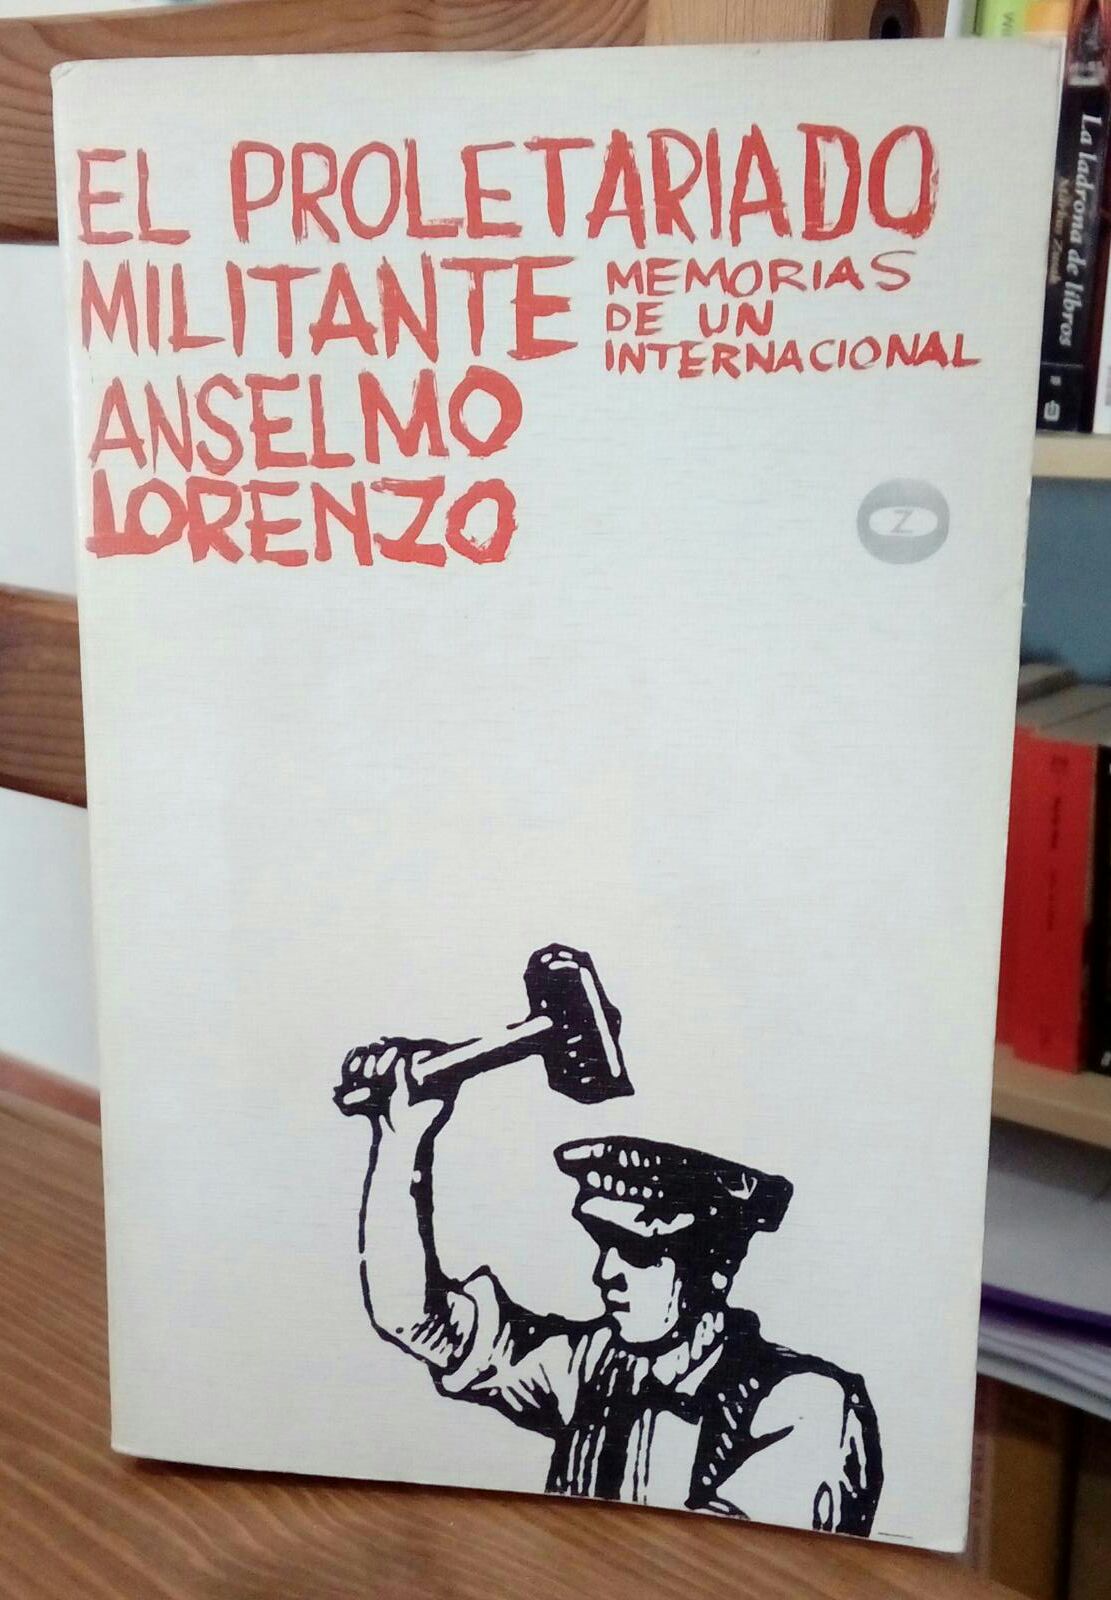 EL PROLETARIADO
MILITANTE
MEMORIAS
DE UN
INTERNACIONAL
ANSELMO
LORENZO
Z
La ladrona de libros